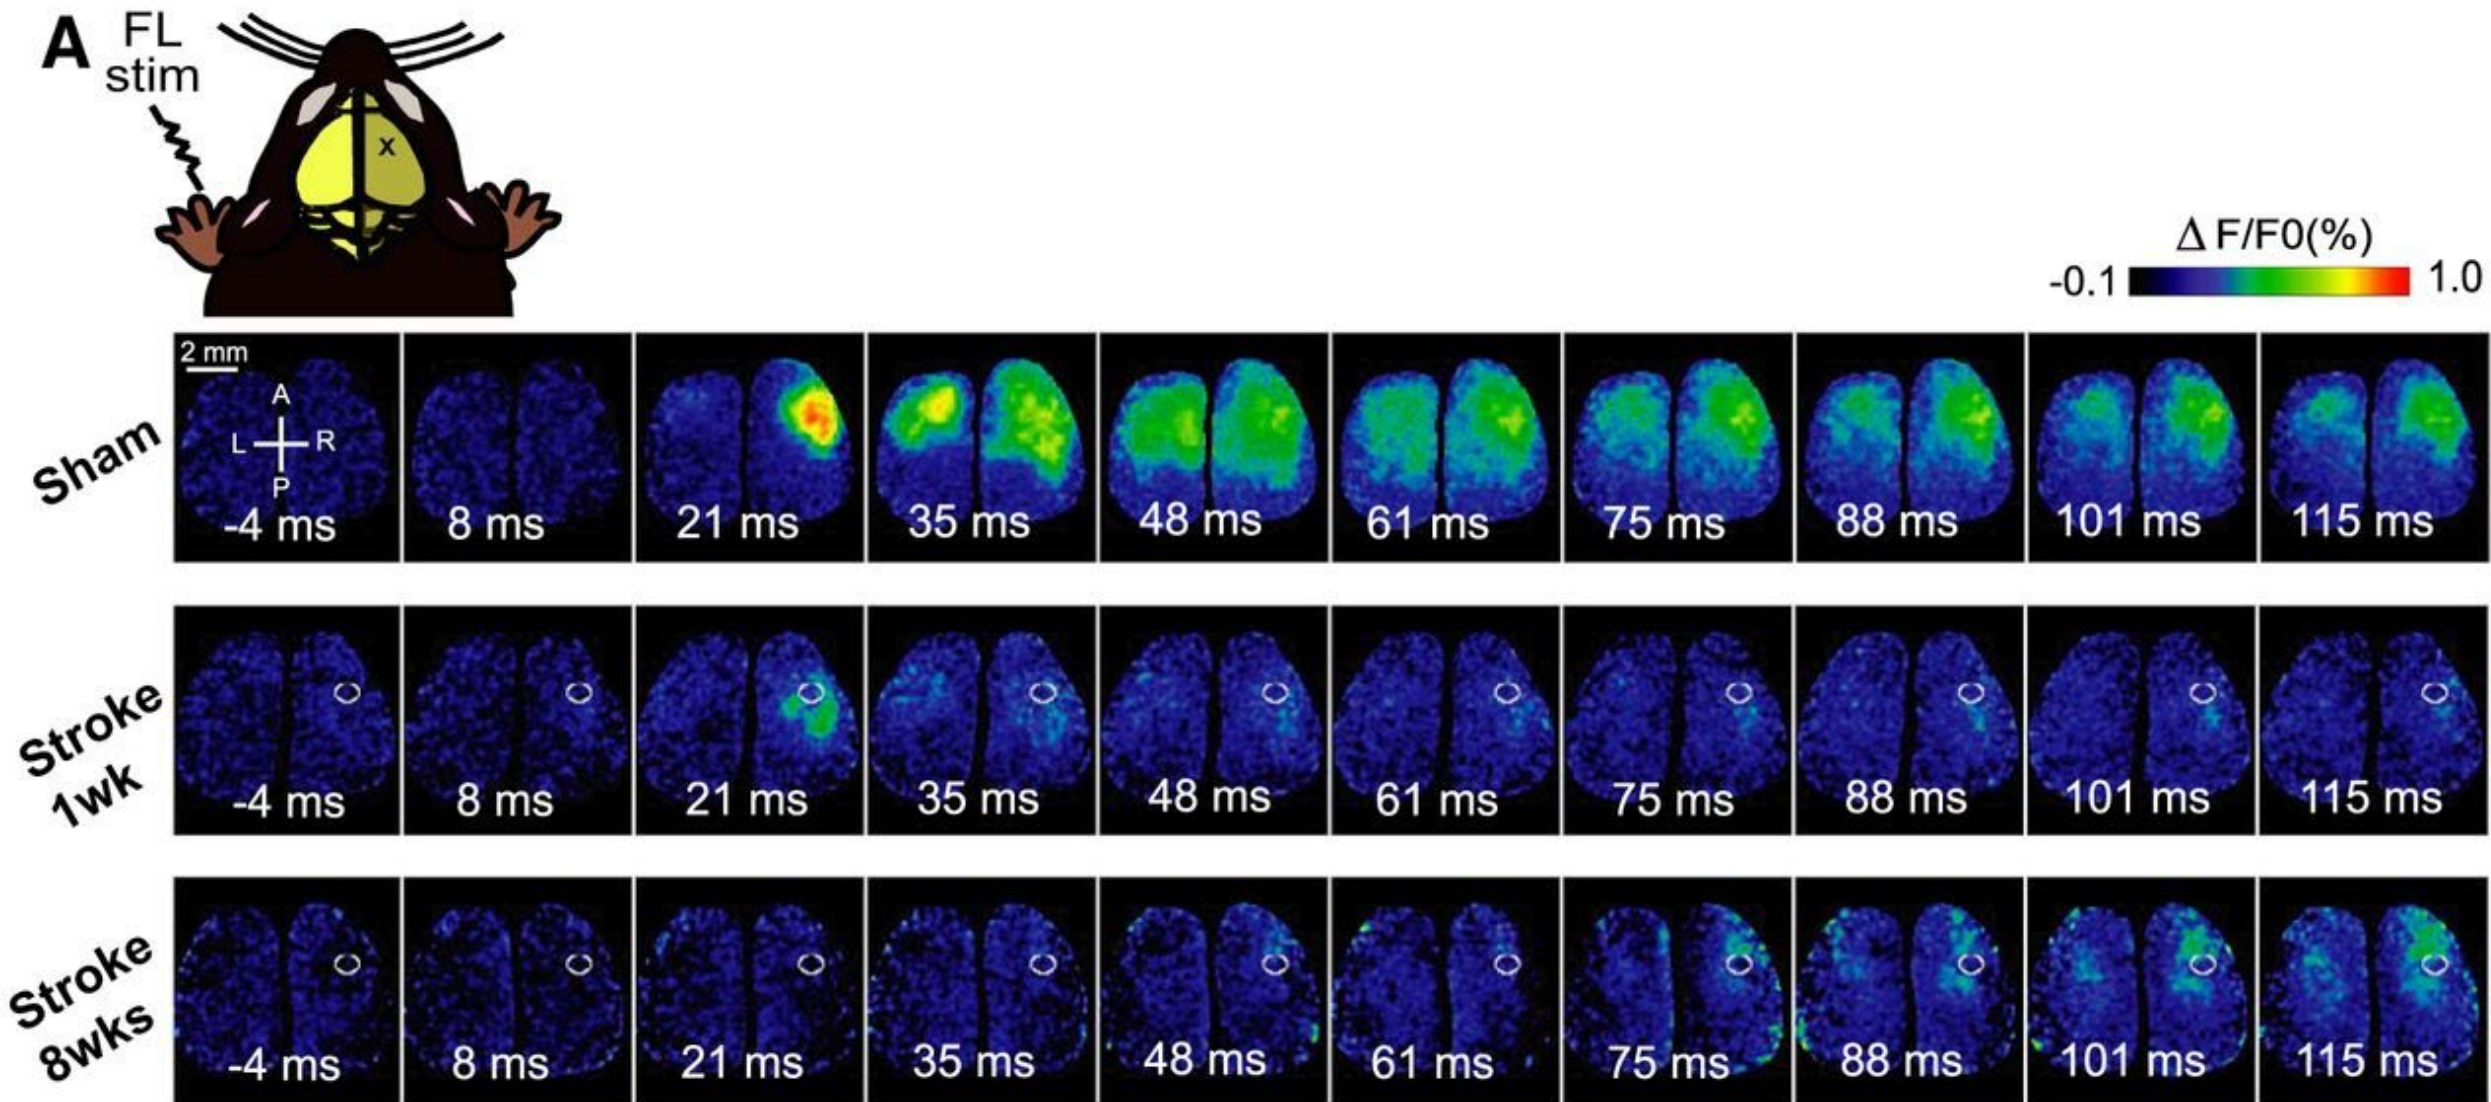 A
FL
stim
x
Δ F/F0(%)
-0.1 1.0
Sham
2 mm
A
L R
P
-4 ms 8 ms 21 ms 35 ms 48 ms 61 ms 75 ms 88 ms 101 ms 115 ms
Stroke
1wk
-4 ms 8 ms 21 ms 35 ms 48 ms 61 ms 75 ms 88 ms 101 ms 115 ms
Stroke
8wks
-4 ms 8 ms 21 ms 35 ms 48 ms 61 ms 75 ms 88 ms 101 ms 115 ms